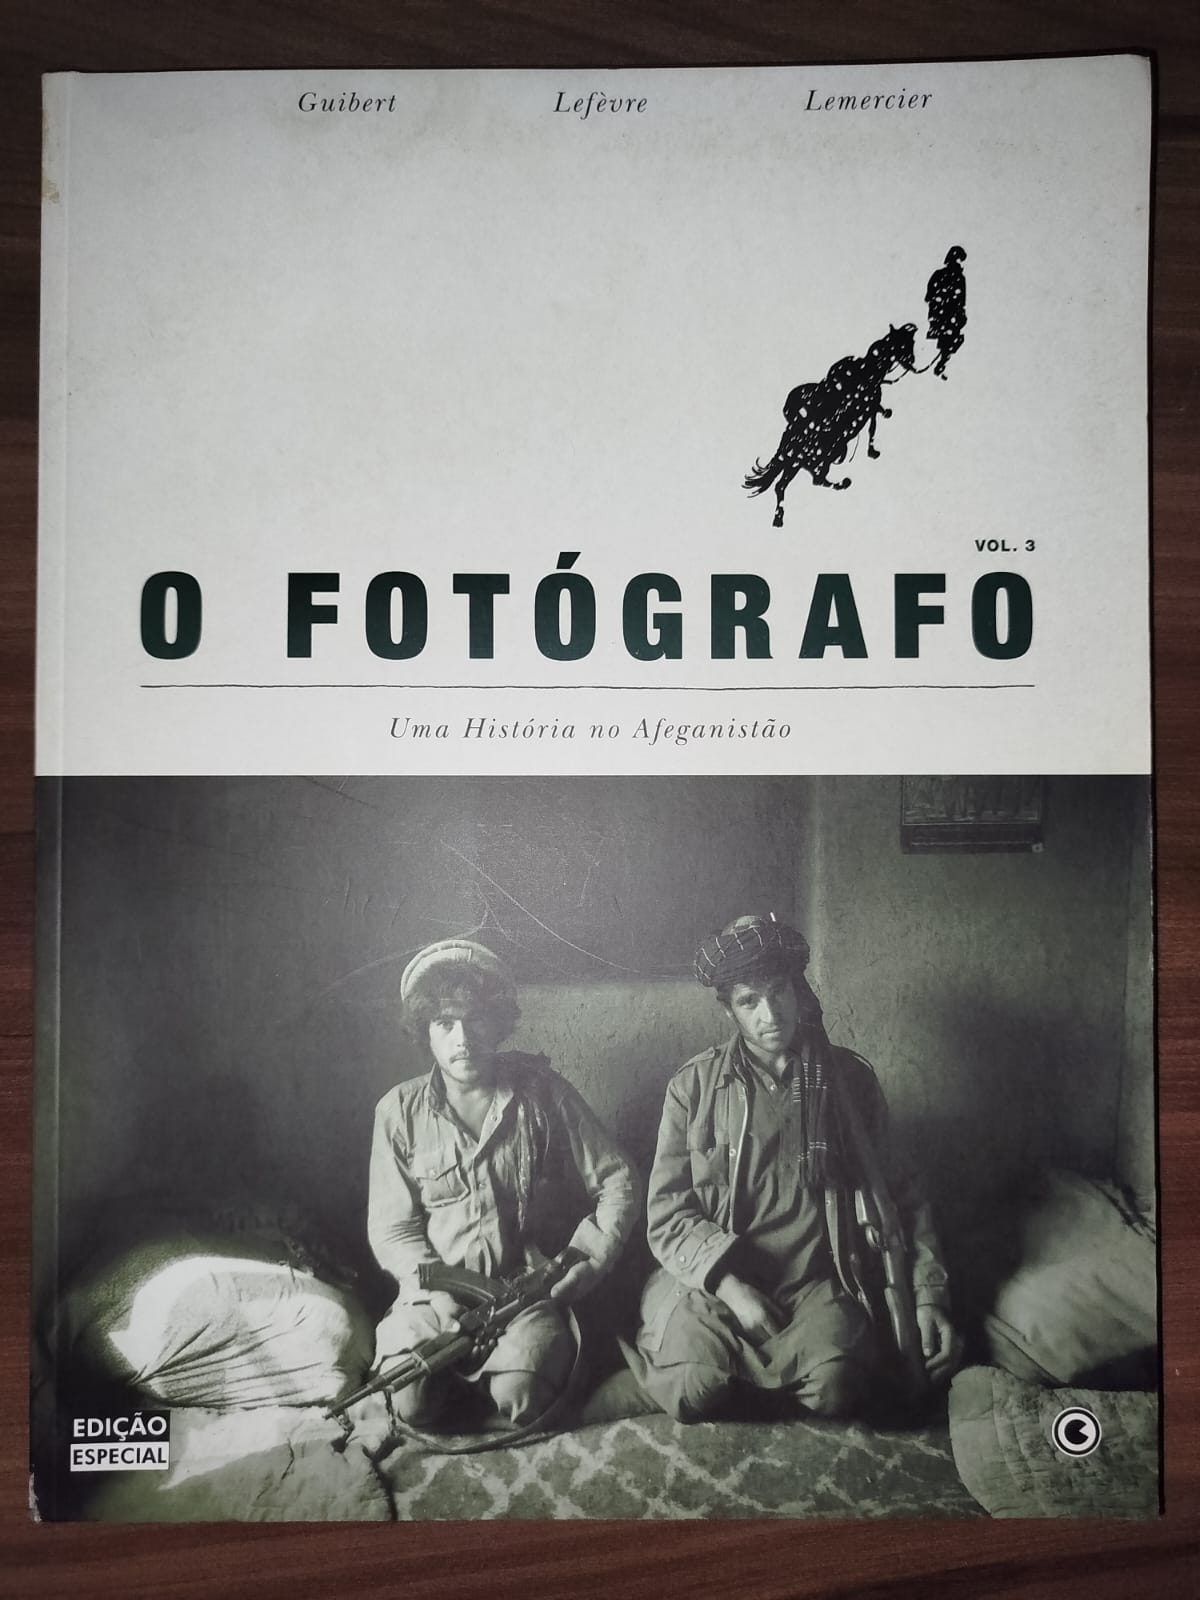 Guibert Lefèvre Lemercier
VOL. 3
O FOTÓGRAFO
Uma História no Afeganistão
EDIÇÃO
ESPECIAL